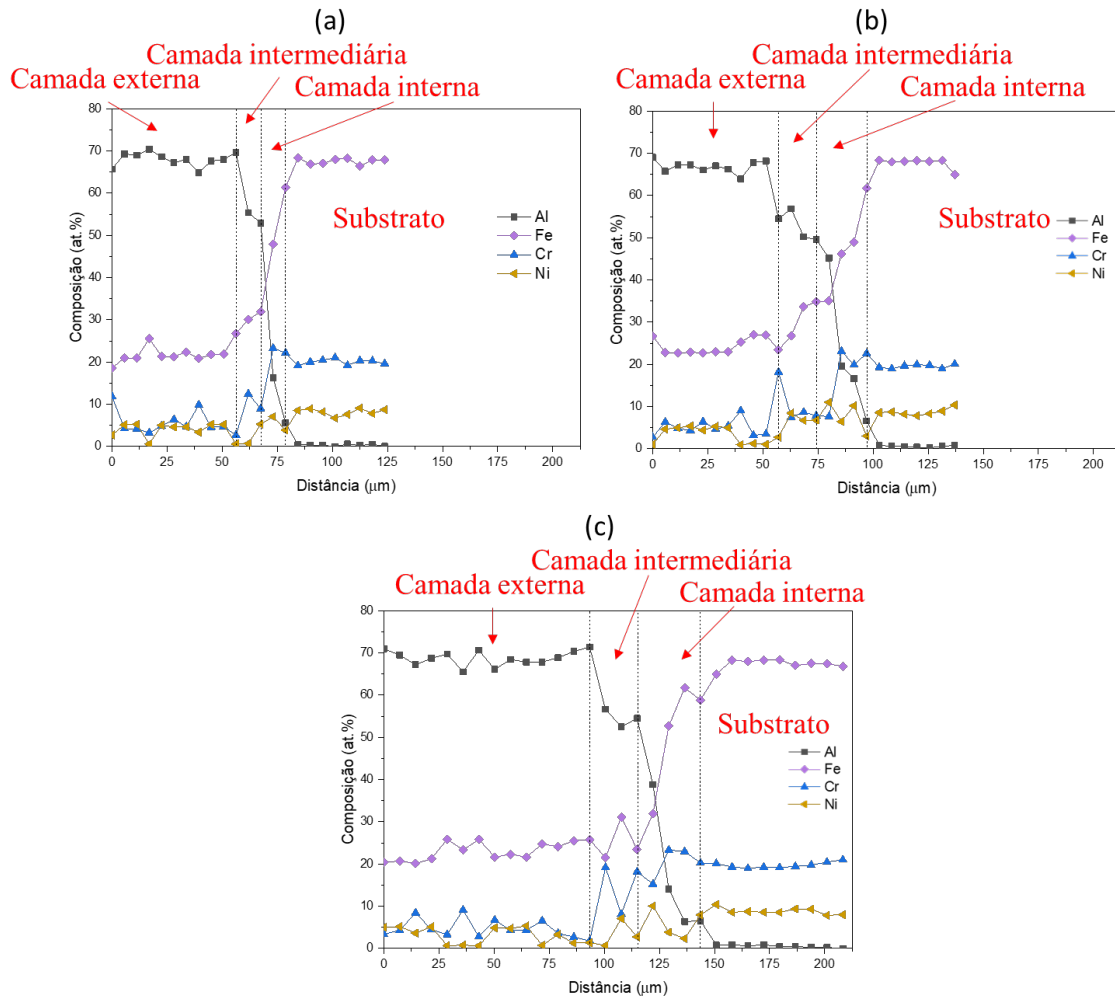 (a)
Camada intermediária
Camada externa
Camada interna
80
70
60
50
40
30
20
10
0
Composição (at.%)
Substrato
Al
Fe
Cr
Ni
0 25 50 75 100 125 150 175 200
Distância (μm)
(b)
Camada intermediária
Camada externa
Camada interna
80
70
60
50
40
30
20
10
0
Composição (at.%)
Substrato
Al
Fe
Cr
Ni
0 25 50 75 100 125 150 175 200
Distância (μm)
(c)
Camada intermediária
Camada externa
Camada interna
80
70
60
50
40
30
20
10
0
Composição (at.%)
Substrato
Al
Fe
Cr
Ni
0 25 50 75 100 125 150 175 200
Distância (μm)